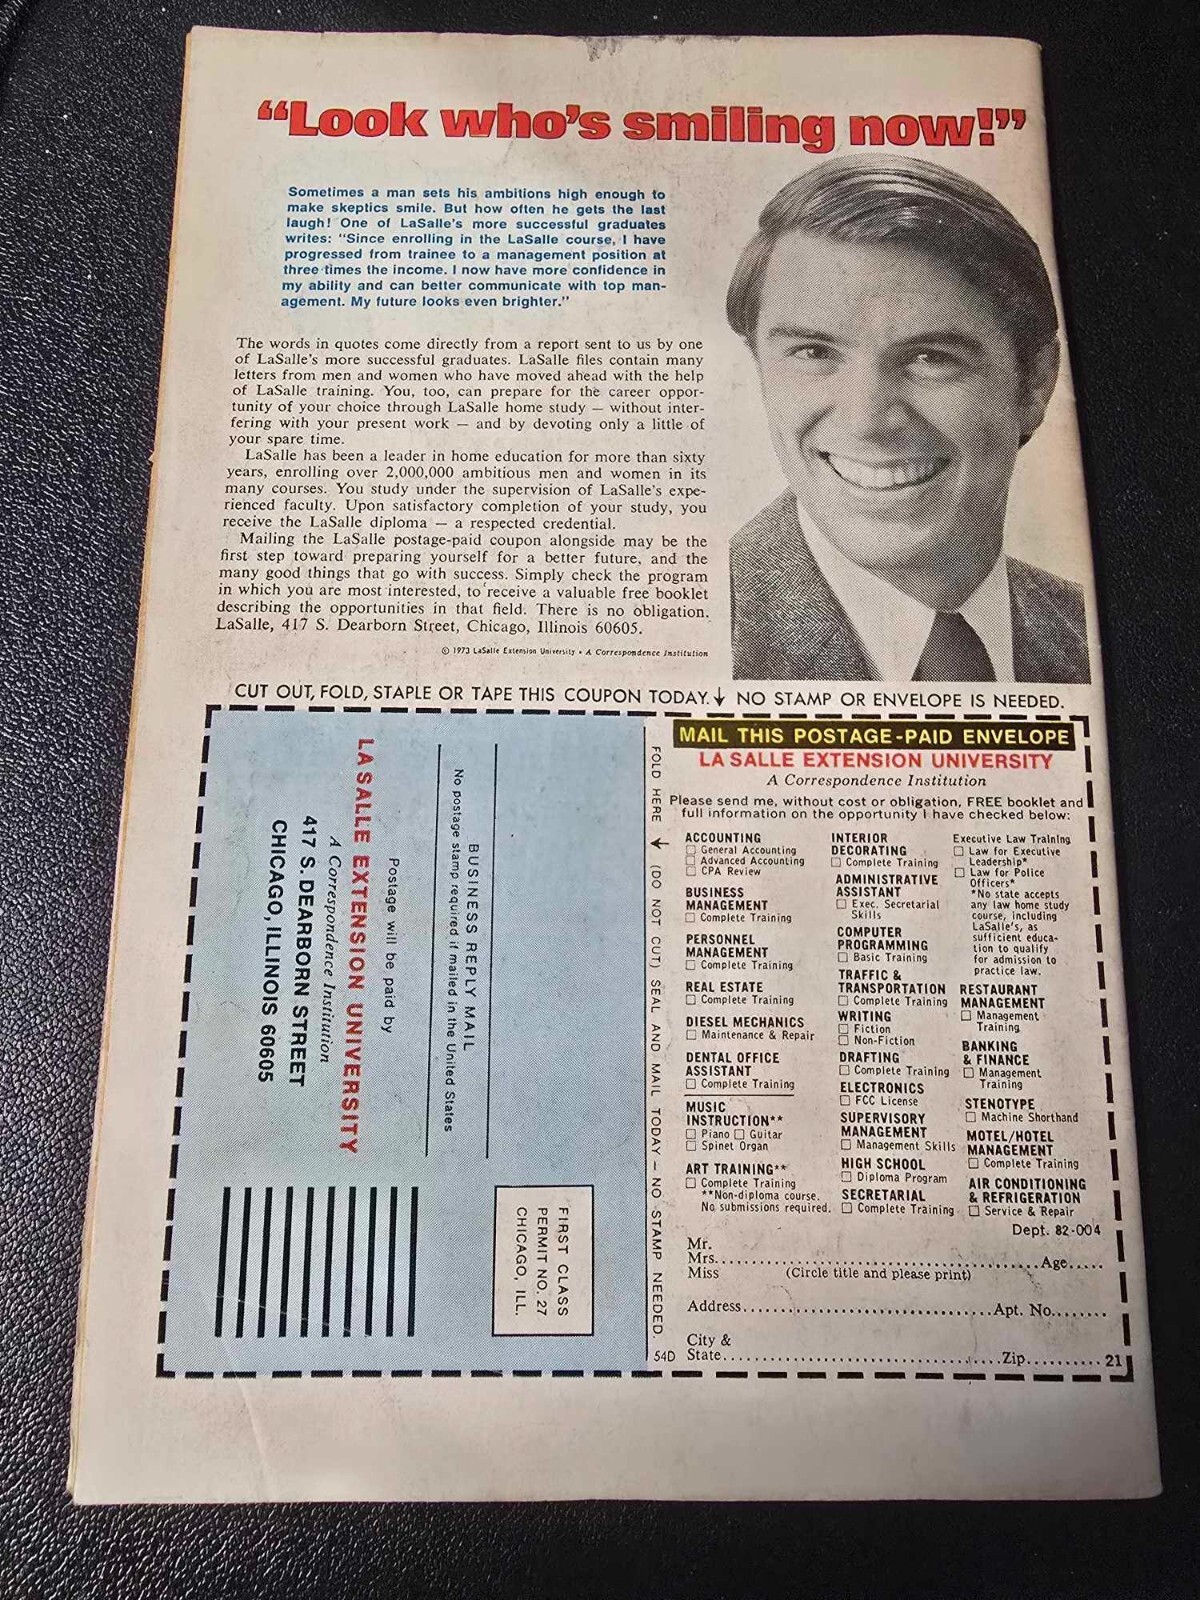 “Look who's smiling now!”
Sometimes a man sets his ambitions high enough to
make skeptics smile. But how often he gets the last
laugh! One of LaSalle's more successful graduates
writes: "Since enrolling in the LaSalle course, I have
progressed from trainee to a management position at
three times the income. I now have more confidence in
my ability and can better communicate with top man-
agement. My future looks even brighter."
The words in quotes come directly from a report sent to us by one
of LaSalle's more successful graduates. LaSalle files contain many
letters from men and women who have moved ahead with the help
of LaSalle training. You, too, can prepare for the career oppor-
tunity of your choice through LaSalle home study — without inter-
fering with your present work — and by devoting only a little of
your spare time.
LaSalle has been a leader in home education for more than sixty
years, enrolling over 2,000,000 ambitious men and women in its
many courses. You study under the supervision of LaSalle's expe-
rienced faculty. Upon satisfactory completion of your study, you
receive the LaSalle diploma — a respected credential.
Mailing the LaSalle postage-paid coupon alongside may be the
first step toward preparing yourself for a better future, and the
many good things that go with success. Simply check the program
in which you are most interested, to receive a valuable free booklet
describing the opportunities in that field. There is no obligation.
LaSalle, 417 S. Dearborn Street, Chicago, Illinois 60605.
© 1973 LaSalle Extension University • A Correspondence Institution
CUT OUT, FOLD, STAPLE OR TAPE THIS COUPON TODAY. ↓ NO STAMP OR ENVELOPE IS NEEDED.
FIRST CLASS
PERMIT NO. 27
CHICAGO, ILL.
BUSINESS REPLY MAIL
No postage stamp required if mailed in the United States
Postage will be paid by
LA SALLE EXTENSION UNIVERSITY
A Correspondence Institution
417 S. DEARBORN STREET
CHICAGO, ILLINOIS 60605
FOLD HERE → (DO NOT CUT) SEAL AND MAIL TODAY — NO STAMP NEEDED.
54D
MAIL THIS POSTAGE-PAID ENVELOPE
LA SALLE EXTENSION UNIVERSITY
A Correspondence Institution
Please send me, without cost or obligation, FREE booklet and
full information on the opportunity I have checked below:
ACCOUNTING
☐ General Accounting
☐ Advanced Accounting
☐ CPA Review
BUSINESS
MANAGEMENT
☐ Complete Training
PERSONNEL
MANAGEMENT
☐ Complete Training
REAL ESTATE
☐ Complete Training
DIESEL MECHANICS
☐ Maintenance & Repair
DENTAL OFFICE
ASSISTANT
☐ Complete Training
MUSIC
INSTRUCTION**
☐ Piano ☐ Guitar
☐ Spinet Organ
ART TRAINING**
☐ Complete Training
**Non-diploma course.
No submissions required.
INTERIOR
DECORATING
☐ Complete Training
ADMINISTRATIVE
ASSISTANT
☐ Exec. Secretarial
Skills
COMPUTER
PROGRAMMING
☐ Basic Training
TRAFFIC &
TRANSPORTATION
☐ Complete Training
WRITING
☐ Fiction
☐ Non-Fiction
DRAFTING
☐ Complete Training
ELECTRONICS
☐ FCC License
SUPERVISORY
MANAGEMENT
☐ Management Skills
HIGH SCHOOL
☐ Diploma Program
SECRETARIAL
☐ Complete Training
Executive Law Training
☐ Law for Executive
Leadership*
☐ Law for Police
Officers*
*No state accepts
any law home study
course, including
LaSalle's, as
sufficient educa-
tion to qualify
for admission to
practice law.
RESTAURANT
MANAGEMENT
☐ Management
Training
BANKING
& FINANCE
☐ Management
Training
STENOTYPE
☐ Machine Shorthand
MOTEL/HOTEL
MANAGEMENT
☐ Complete Training
AIR CONDITIONING
& REFRIGERATION
☐ Service & Repair
Dept. 82-004
Mr.
Mrs. Age
Miss (Circle title and please print)
Address Apt. No.
City &
State Zip 21